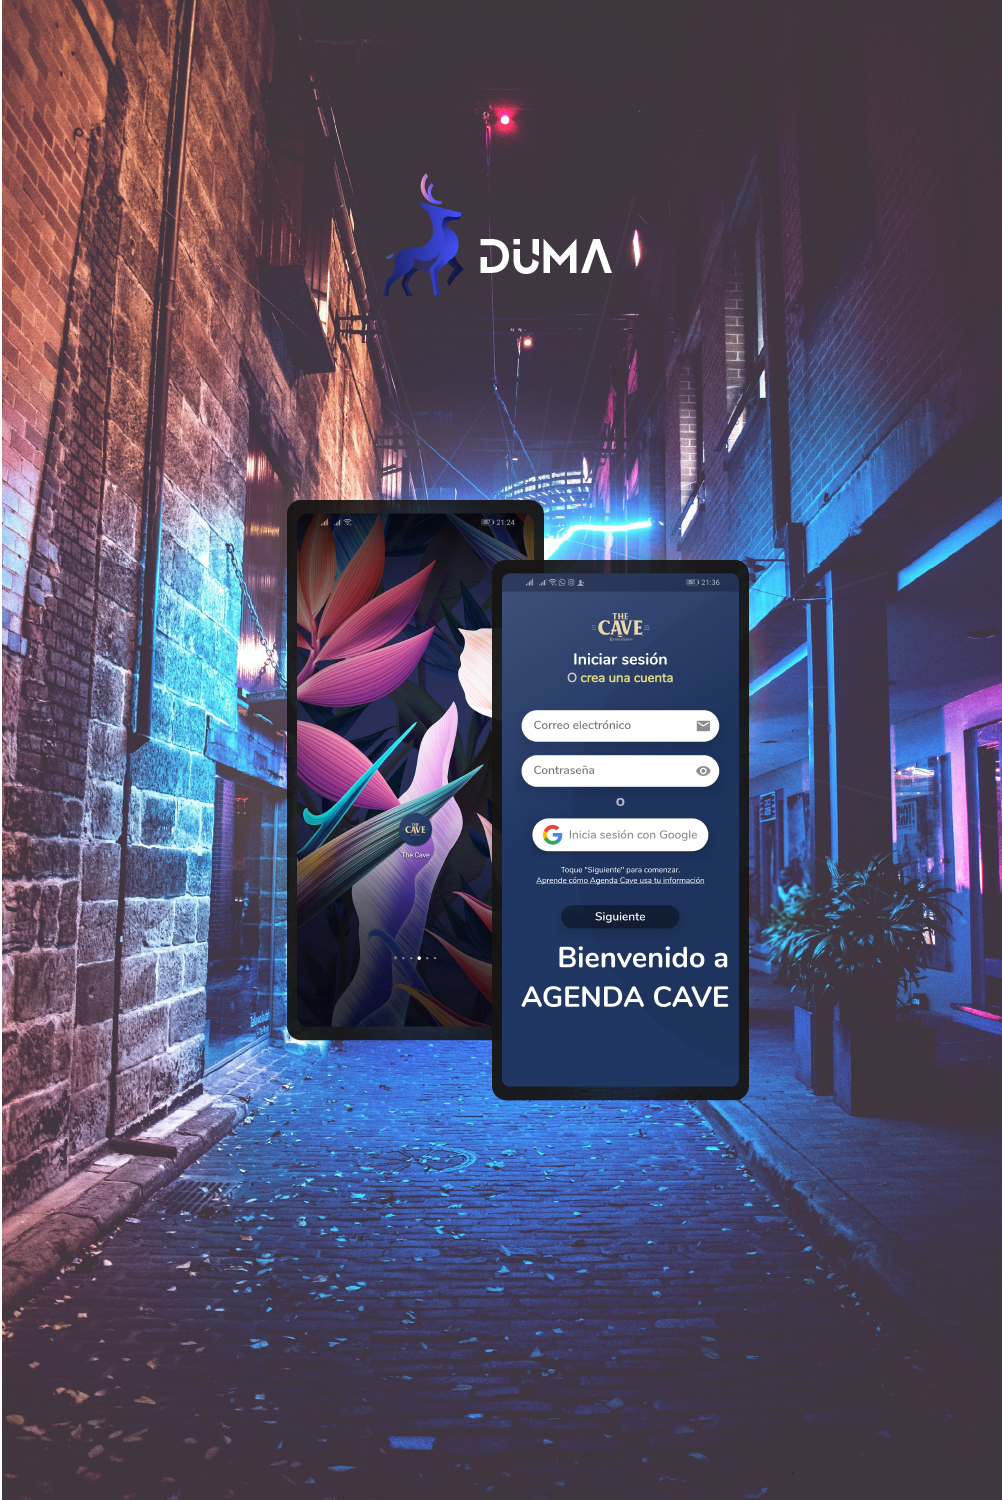 DÜMA
21:24
THE
CAVE
The Cave
21:36
THE
CAVE
Iniciar sesión
O crea una cuenta
Correo electrónico
Contraseña
O
Inicia sesión con Google
Toque "Siguiente" para comenzar.
Aprende cómo Agenda Cave usa tu información
Siguiente
Bienvenido a
AGENDA CAVE